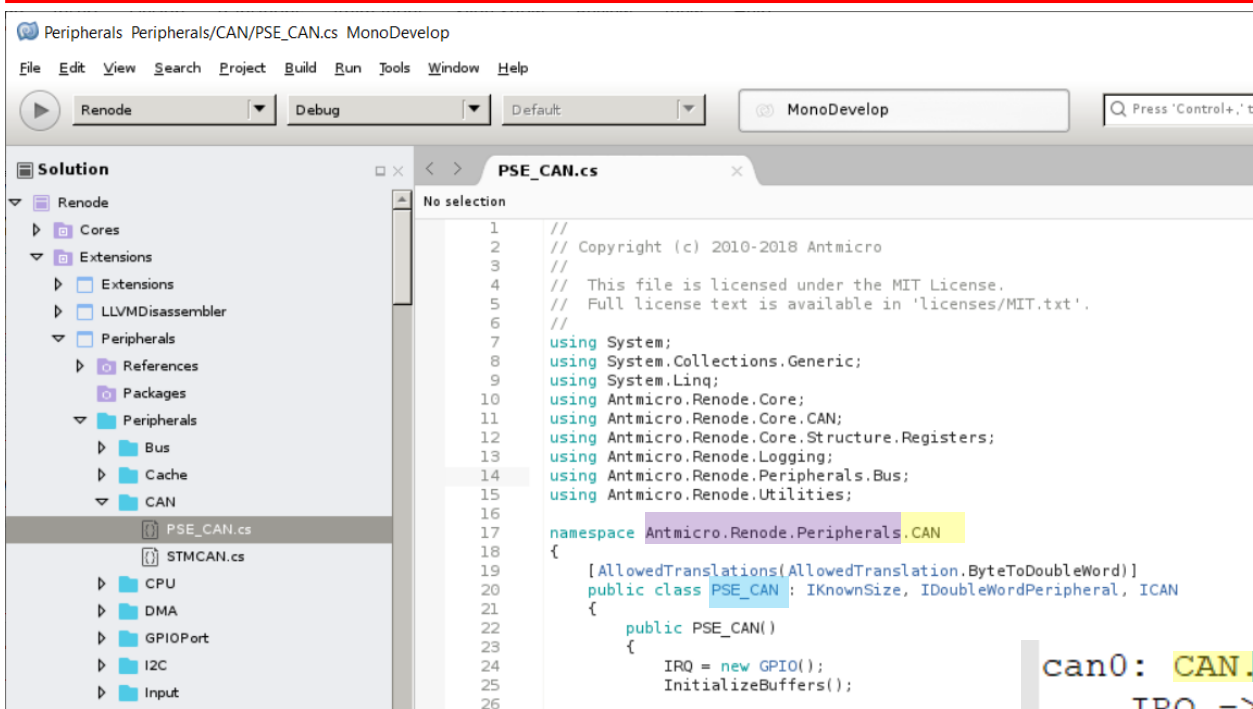 Peripherals Peripherals/CAN/PSE_CAN.cs MonoDevelop
File Edit View Search Project Build Run Tools Window Help
Renode Debug Default MonoDevelop Press 'Control+,' t
Solution
Renode
Cores
Extensions
Extensions
LLVMDisassembler
Peripherals
References
Packages
Peripherals
Bus
Cache
CAN
PSE_CAN.cs
STMCAN.cs
CPU
DMA
GPIOPort
I2C
Input
PSE_CAN.cs
No selection
1 //
2 // Copyright (c) 2010-2018 Antmicro
3 //
4 //  This file is licensed under the MIT License.
5 //  Full license text is available in 'licenses/MIT.txt'.
6 //
7 using System;
8 using System.Collections.Generic;
9 using System.Linq;
10 using Antmicro.Renode.Core;
11 using Antmicro.Renode.Core.CAN;
12 using Antmicro.Renode.Core.Structure.Registers;
13 using Antmicro.Renode.Logging;
14 using Antmicro.Renode.Peripherals.Bus;
15 using Antmicro.Renode.Utilities;
16
17 namespace Antmicro.Renode.Peripherals.CAN
18 {
19     [AllowedTranslations(AllowedTranslation.ByteToDoubleWord)]
20     public class PSE_CAN : IKnownSize, IDoubleWordPeripheral, ICAN
21     {
22         public PSE_CAN()
23         {
24             IRQ = new GPIO();
25             InitializeBuffers();
26
can0: CAN.
IRQ ->